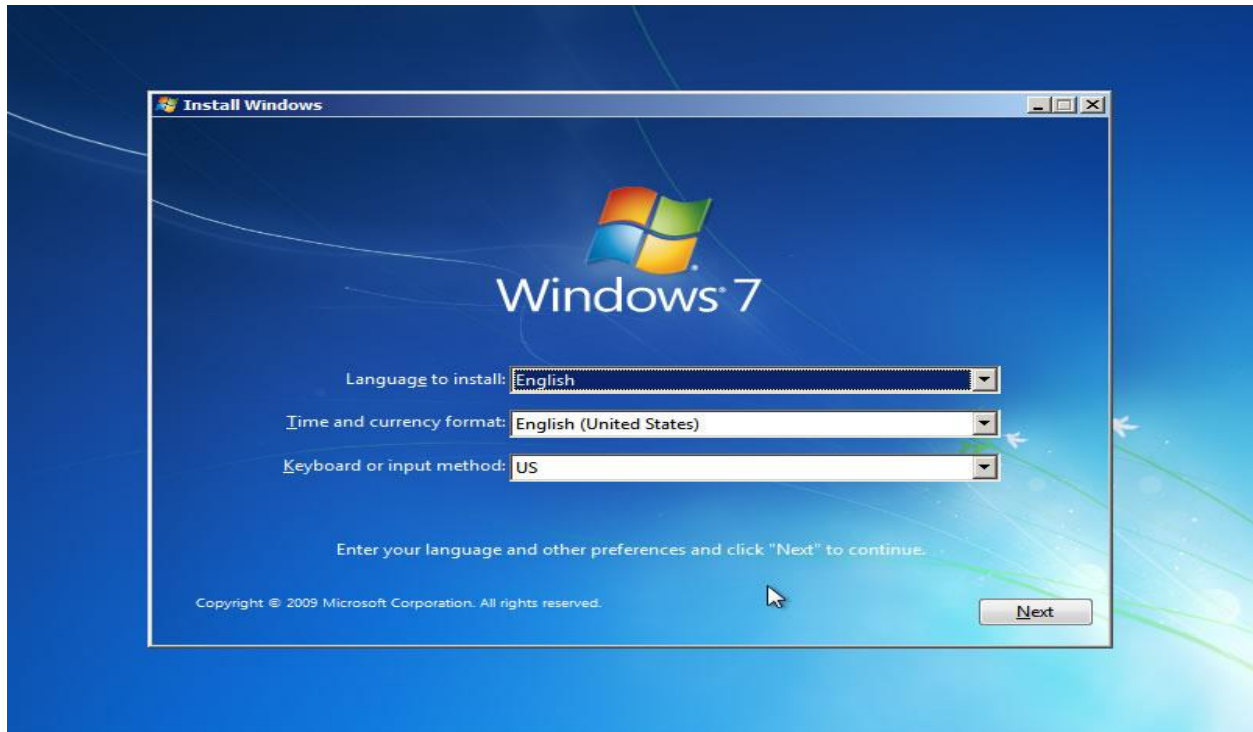 Install Windows
Windows® 7
Language to install: English
Time and currency format: English (United States)
Keyboard or input method: US
Enter your language and other preferences and click "Next" to continue.
Copyright © 2009 Microsoft Corporation. All rights reserved.
Next